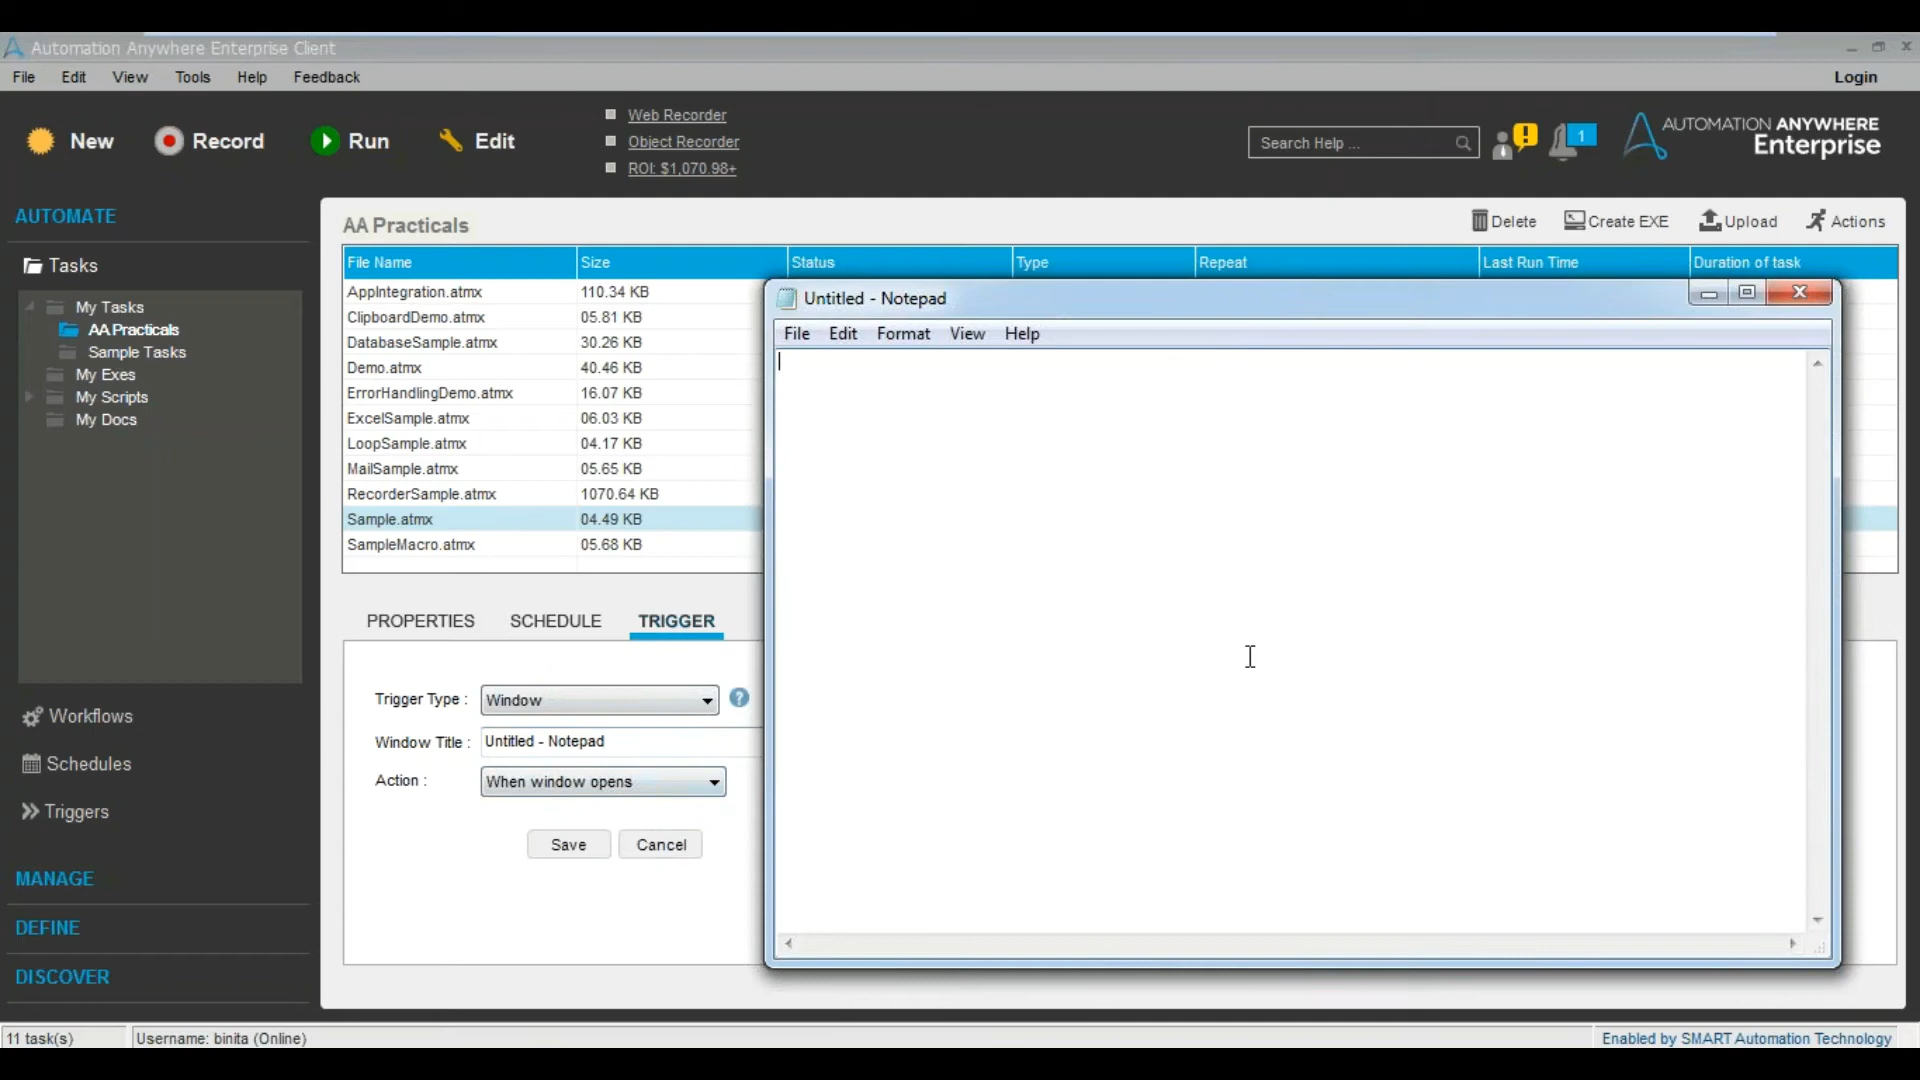 Automation Anywhere Enterprise Client
File Edit View Tools Help Feedback Login
New Record Run Edit
Web Recorder
Object Recorder
ROI: $1,070.98+
Search Help ...
1
AUTOMATION ANYWHERE
Enterprise
AUTOMATE
Tasks
My Tasks
AA Practicals
Sample Tasks
My Exes
My Scripts
My Docs
Workflows
Schedules
Triggers
MANAGE
DEFINE
DISCOVER
AA Practicals
Delete Create EXE Upload Actions
File Name Size Status Type Repeat Last Run Time Duration of task
AppIntegration.atmx 110.34 KB
ClipboardDemo.atmx 05.81 KB
DatabaseSample.atmx 30.26 KB
Demo.atmx 40.46 KB
ErrorHandlingDemo.atmx 16.07 KB
ExcelSample.atmx 06.03 KB
LoopSample.atmx 04.17 KB
MailSample.atmx 05.65 KB
RecorderSample.atmx 1070.64 KB
Sample.atmx 04.49 KB
SampleMacro.atmx 05.68 KB
PROPERTIES SCHEDULE TRIGGER
Trigger Type : Window ?
Window Title : Untitled - Notepad
Action : When window opens
Save Cancel
Untitled - Notepad
File Edit Format View Help
11 task(s) Username: binita (Online) Enabled by SMART Automation Technology